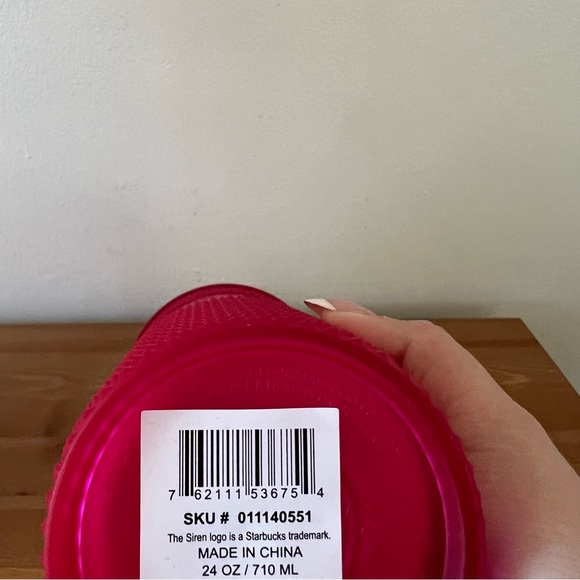 7 62111 53675 4
SKU # 011140551
The Siren logo is a Starbucks trademark.
MADE IN CHINA
24 OZ / 710 ML